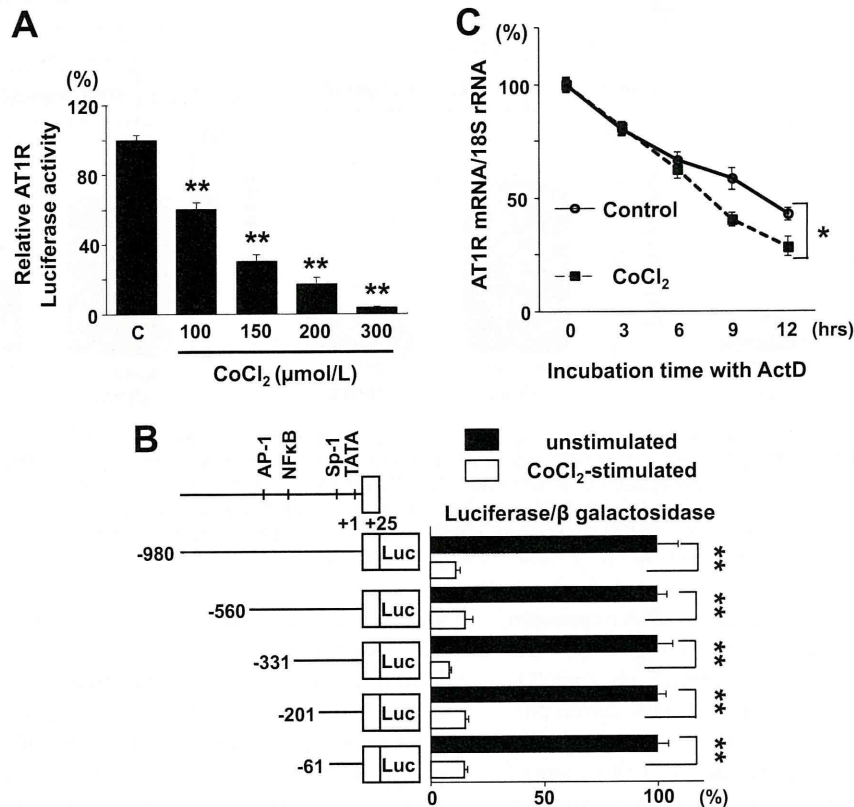 A
(%)
Relative AT1R
Luciferase activity
120
80
40
0
**
**
**
**
C
100
150
200
300
CoCl₂ (μmol/L)
C
(%)
AT1R mRNA/18S rRNA
100
50
0
Control
CoCl₂
*
0
3
6
9
12
(hrs)
Incubation time with ActD
B
AP-1
NFκB
Sp-1
TATA
+1 +25
unstimulated
CoCl₂-stimulated
Luciferase/β galactosidase
-980
Luc
**
-560
Luc
**
-331
Luc
**
-201
Luc
**
-61
Luc
**
0
50
100
(%)